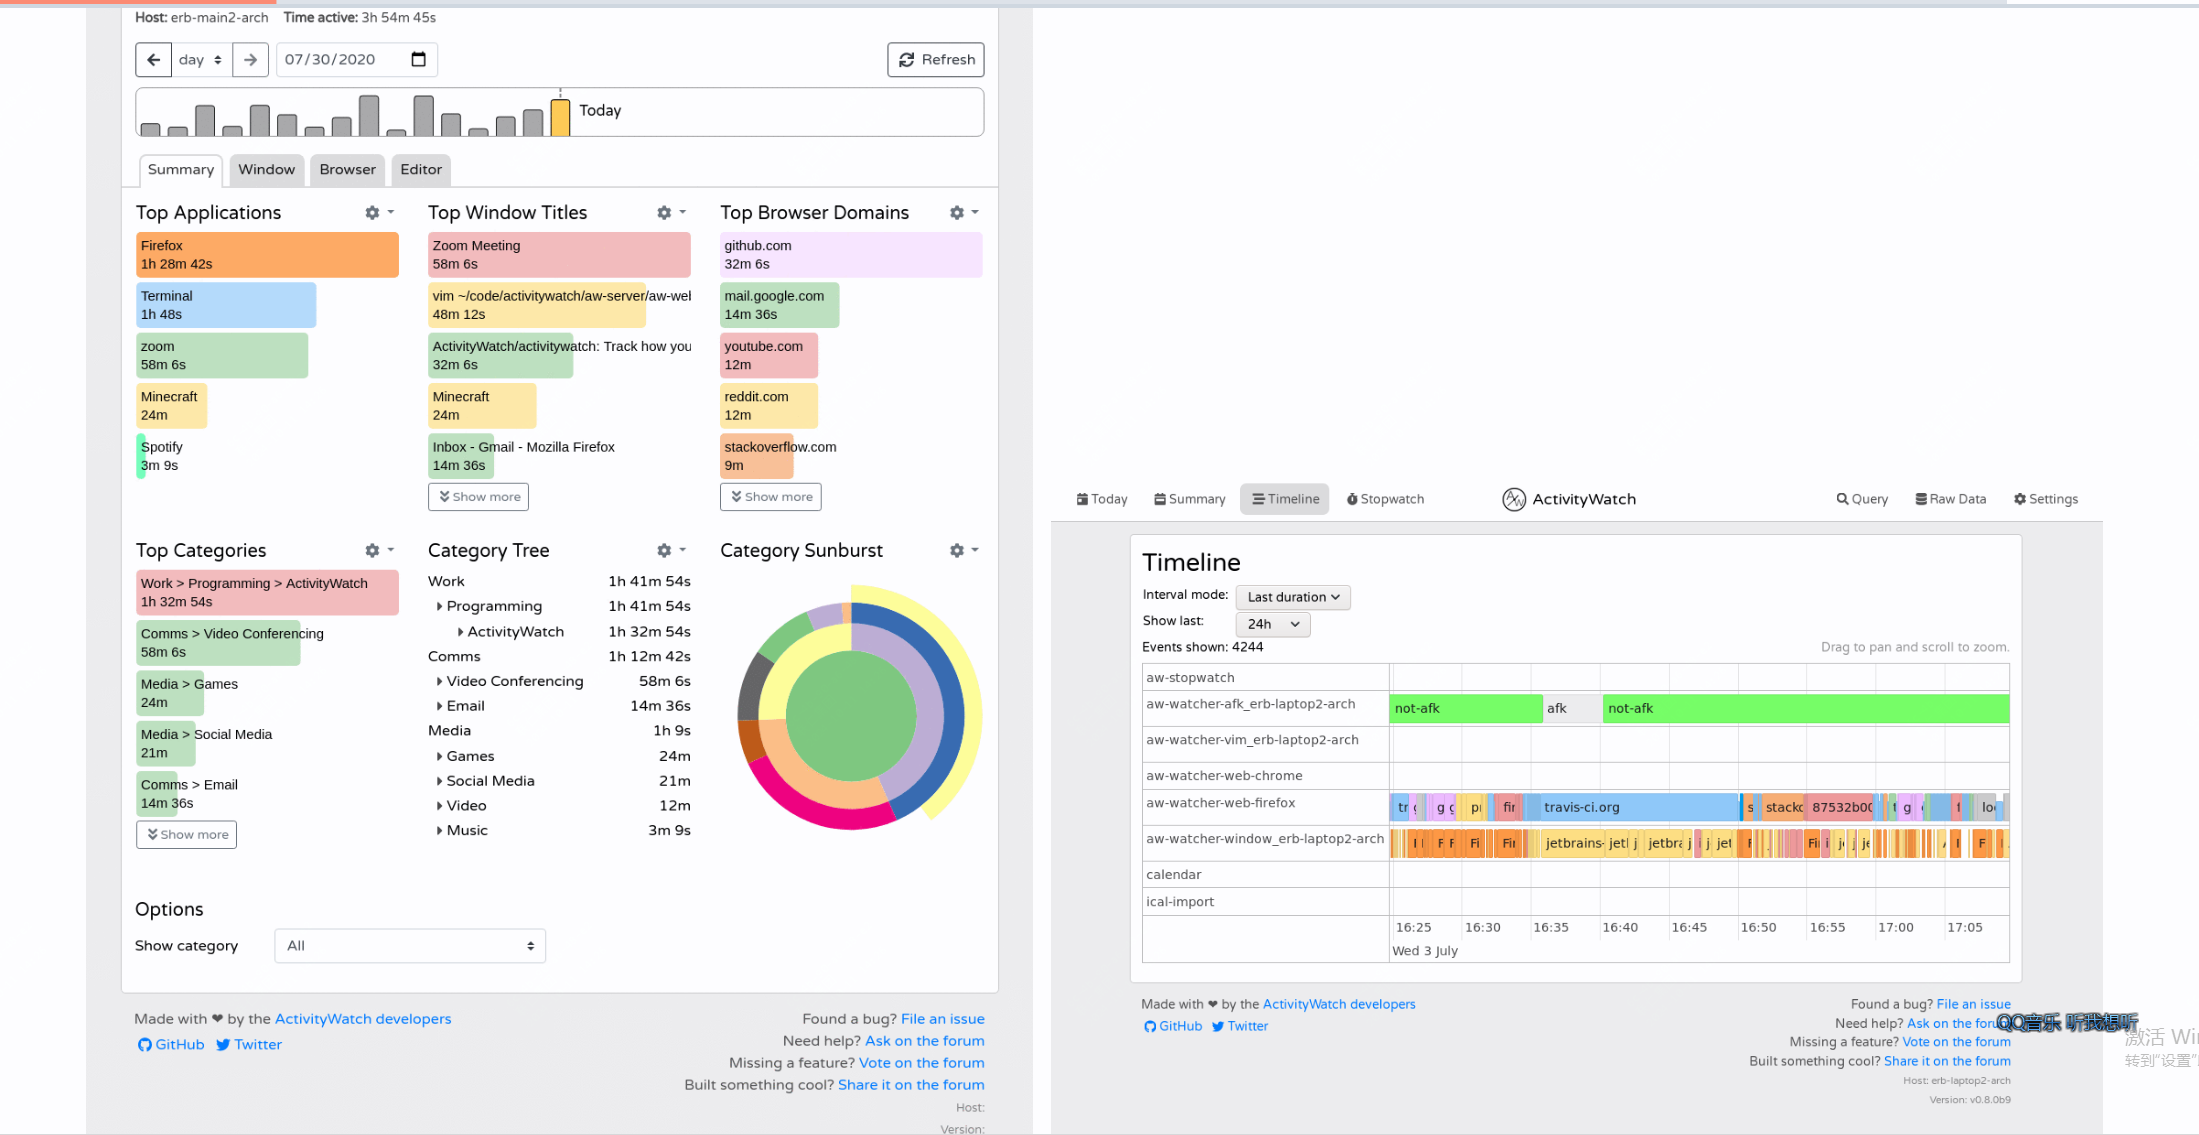 Host: erb-main2-arch Time active: 3h 54m 45s
day 07/30/2020 Refresh
Today
Summary Window Browser Editor
Top Applications
Firefox
1h 28m 42s
Terminal
1h 48s
zoom
58m 6s
Minecraft
24m
Spotify
3m 9s
Top Window Titles
Zoom Meeting
58m 6s
vim ~/code/activitywatch/aw-server/aw-wel
48m 12s
ActivityWatch/activitywatch: Track how you
32m 6s
Minecraft
24m
Inbox - Gmail - Mozilla Firefox
14m 36s
Show more
Top Browser Domains
github.com
32m 6s
mail.google.com
14m 36s
youtube.com
12m
reddit.com
12m
stackoverflow.com
9m
Show more
Top Categories
Work > Programming > ActivityWatch
1h 32m 54s
Comms > Video Conferencing
58m 6s
Media > Games
24m
Media > Social Media
21m
Comms > Email
14m 36s
Show more
Category Tree
Work 1h 41m 54s
Programming 1h 41m 54s
ActivityWatch 1h 32m 54s
Comms 1h 12m 42s
Video Conferencing 58m 6s
Email 14m 36s
Media 1h 9s
Games 24m
Social Media 21m
Video 12m
Music 3m 9s
Category Sunburst
Options
Show category All
Made with ❤ by the ActivityWatch developers
GitHub Twitter
Found a bug? File an issue
Need help? Ask on the forum
Missing a feature? Vote on the forum
Built something cool? Share it on the forum
Host:
Version:
Today Summary Timeline Stopwatch ActivityWatch Query Raw Data Settings
Timeline
Interval mode: Last duration
Show last: 24h
Events shown: 4244 Drag to pan and scroll to zoom.
aw-stopwatch
aw-watcher-afk_erb-laptop2-arch not-afk afk not-afk
aw-watcher-vim_erb-laptop2-arch
aw-watcher-web-chrome
aw-watcher-web-firefox tr g g fir travis-ci.org s stackc 87532b00 t g f loc
aw-watcher-window_erb-laptop2-arch F F Fi Fir jetbrains- jetl j jetbra j i j jet F Fi i j j je F
calendar
ical-import
16:25 16:30 16:35 16:40 16:45 16:50 16:55 17:00 17:05
Wed 3 July
Made with ❤ by the ActivityWatch developers
GitHub Twitter
Found a bug? File an issue
Need help? Ask on the forum
Missing a feature? Vote on the forum
Built something cool? Share it on the forum
Host: erb-laptop2-arch
Version: v0.8.0b9
QQ音乐 听我想听
激活 Win
转到"设置"